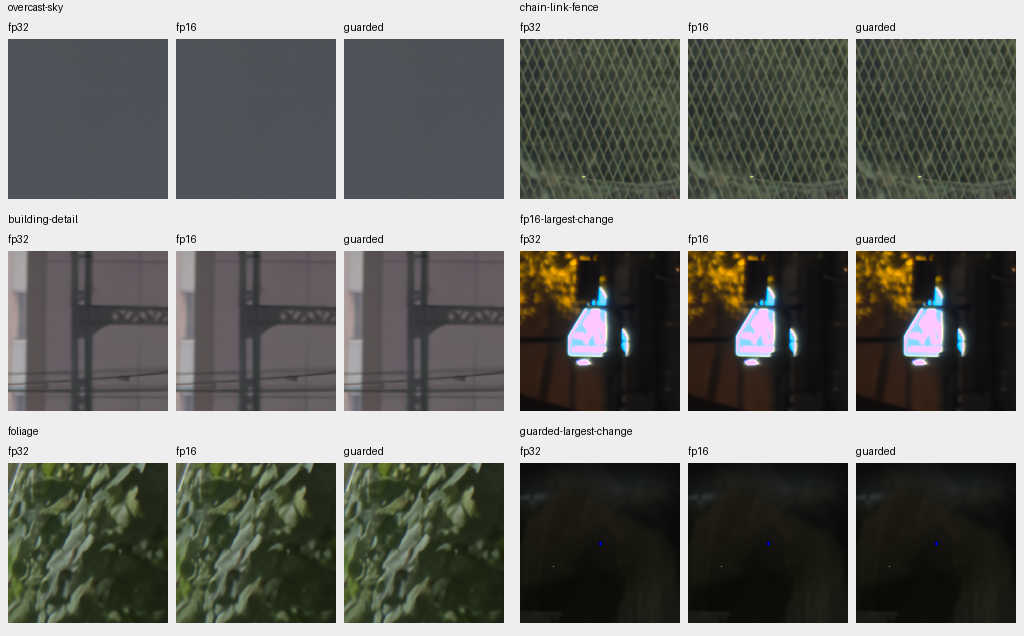 overcast-sky
fp32 fp16 guarded
chain-link-fence
fp32 fp16 guarded
building-detail
fp32 fp16 guarded
fp16-largest-change
fp32 fp16 guarded
foliage
fp32 fp16 guarded
guarded-largest-change
fp32 fp16 guarded